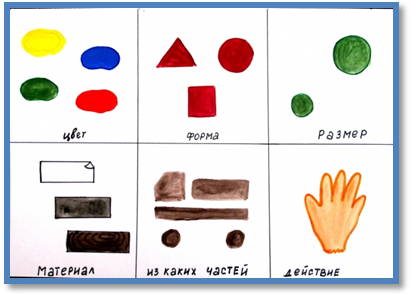 цвет
форма
размер
материал
из каких частей
действие